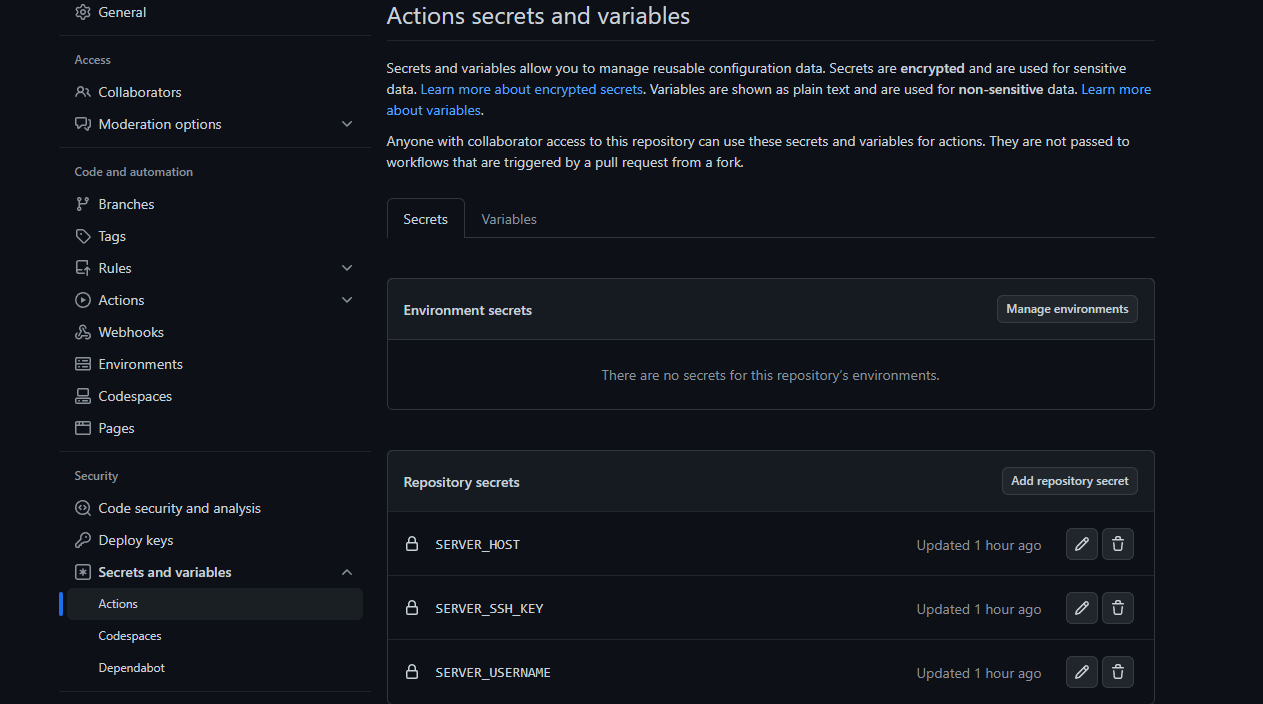 General
Access
Collaborators
Moderation options
Code and automation
Branches
Tags
Rules
Actions
Webhooks
Environments
Codespaces
Pages
Security
Code security and analysis
Deploy keys
Secrets and variables
Actions
Codespaces
Dependabot
Actions secrets and variables
Secrets and variables allow you to manage reusable configuration data. Secrets are encrypted and are used for sensitive
data. Learn more about encrypted secrets. Variables are shown as plain text and are used for non-sensitive data. Learn more
about variables.
Anyone with collaborator access to this repository can use these secrets and variables for actions. They are not passed to
workflows that are triggered by a pull request from a fork.
Secrets Variables
Environment secrets Manage environments
There are no secrets for this repository's environments.
Repository secrets Add repository secret
SERVER_HOST Updated 1 hour ago
SERVER_SSH_KEY Updated 1 hour ago
SERVER_USERNAME Updated 1 hour ago